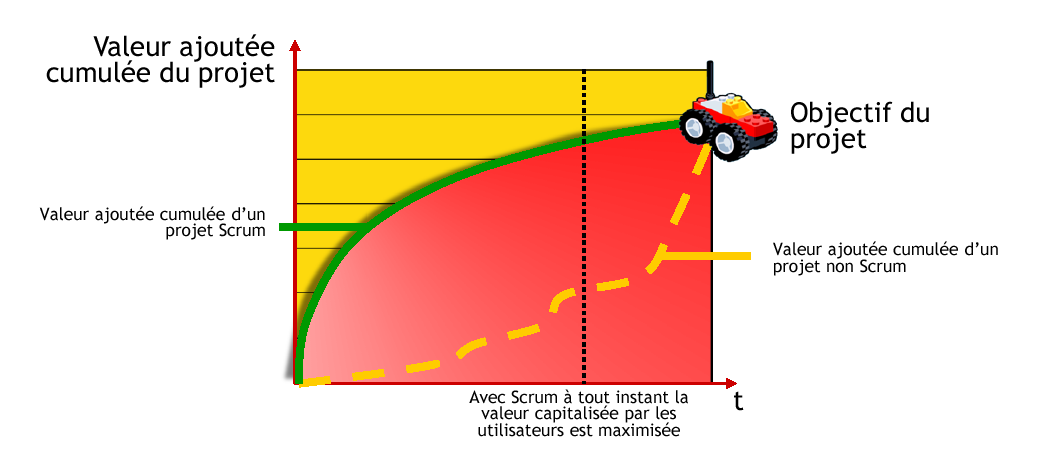 Valeur ajoutée
cumulée du projet
Objectif du
projet
Valeur ajoutée cumulée d'un
projet Scrum
Valeur ajoutée cumulée d'un
projet non Scrum
Avec Scrum à tout instant la
valeur capitalisée par les
utilisateurs est maximisée
t